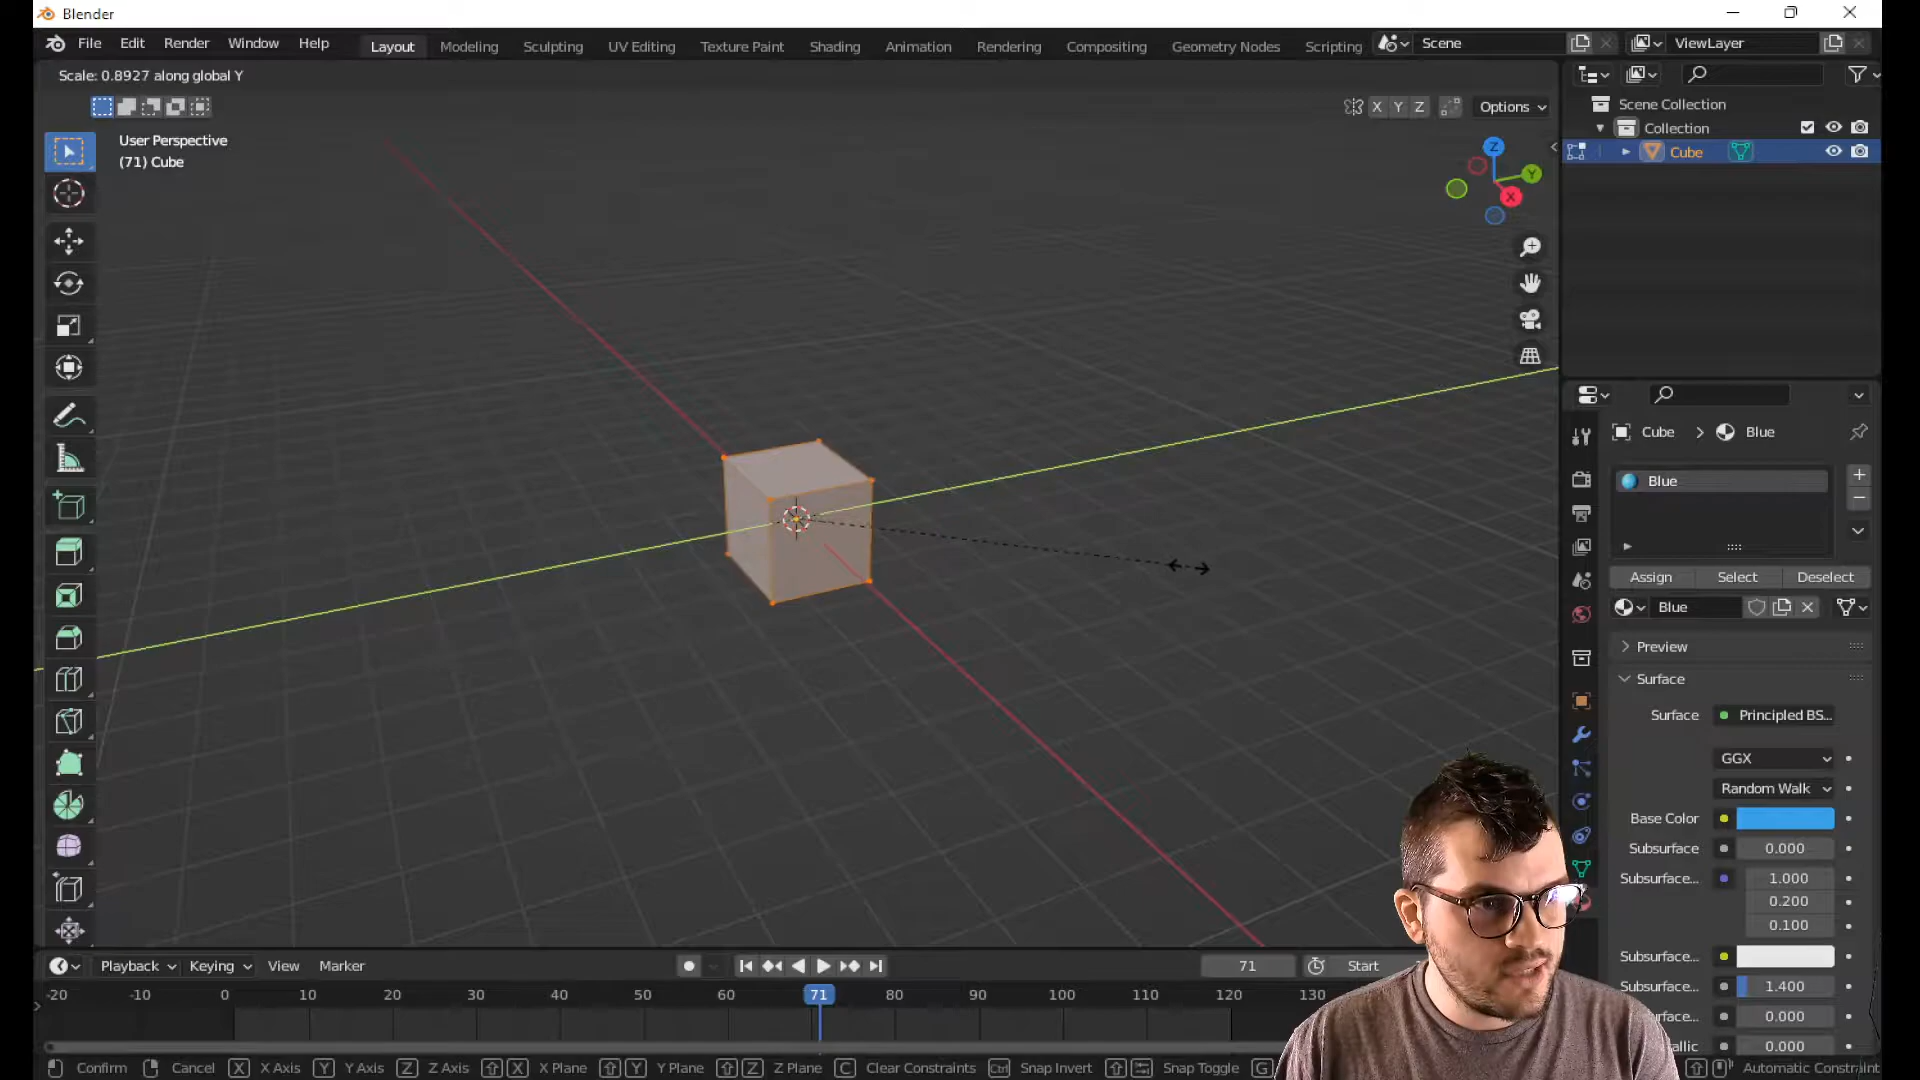 Blender
File Edit Render Window Help Layout Modeling Sculpting UV Editing Texture Paint Shading Animation Rendering Compositing Geometry Nodes Scripting Scene ViewLayer
Scale: 0.8927 along global Y
X Y Z Options
User Perspective
(71) Cube
Z
Y
X
Scene Collection
Collection
Cube
Cube > Blue
Blue
Assign Select Deselect
Blue
Preview
Surface
Surface Principled BS...
GGX
Random Walk
Base Color
Subsurface 0.000
Subsurface... 1.000
0.200
0.100
Subsurface...
Subsurface... 1.400
0.000
0.000
Playback Keying View Marker 71 Start
-20 -10 0 10 20 30 40 50 60 71 80 90 100 110 120 130
Confirm Cancel X X Axis Y Y Axis Z Z Axis X X Plane Y Y Plane Z Z Plane C Clear Constraints Ctrl Snap Invert Snap Toggle G Automatic Constraint